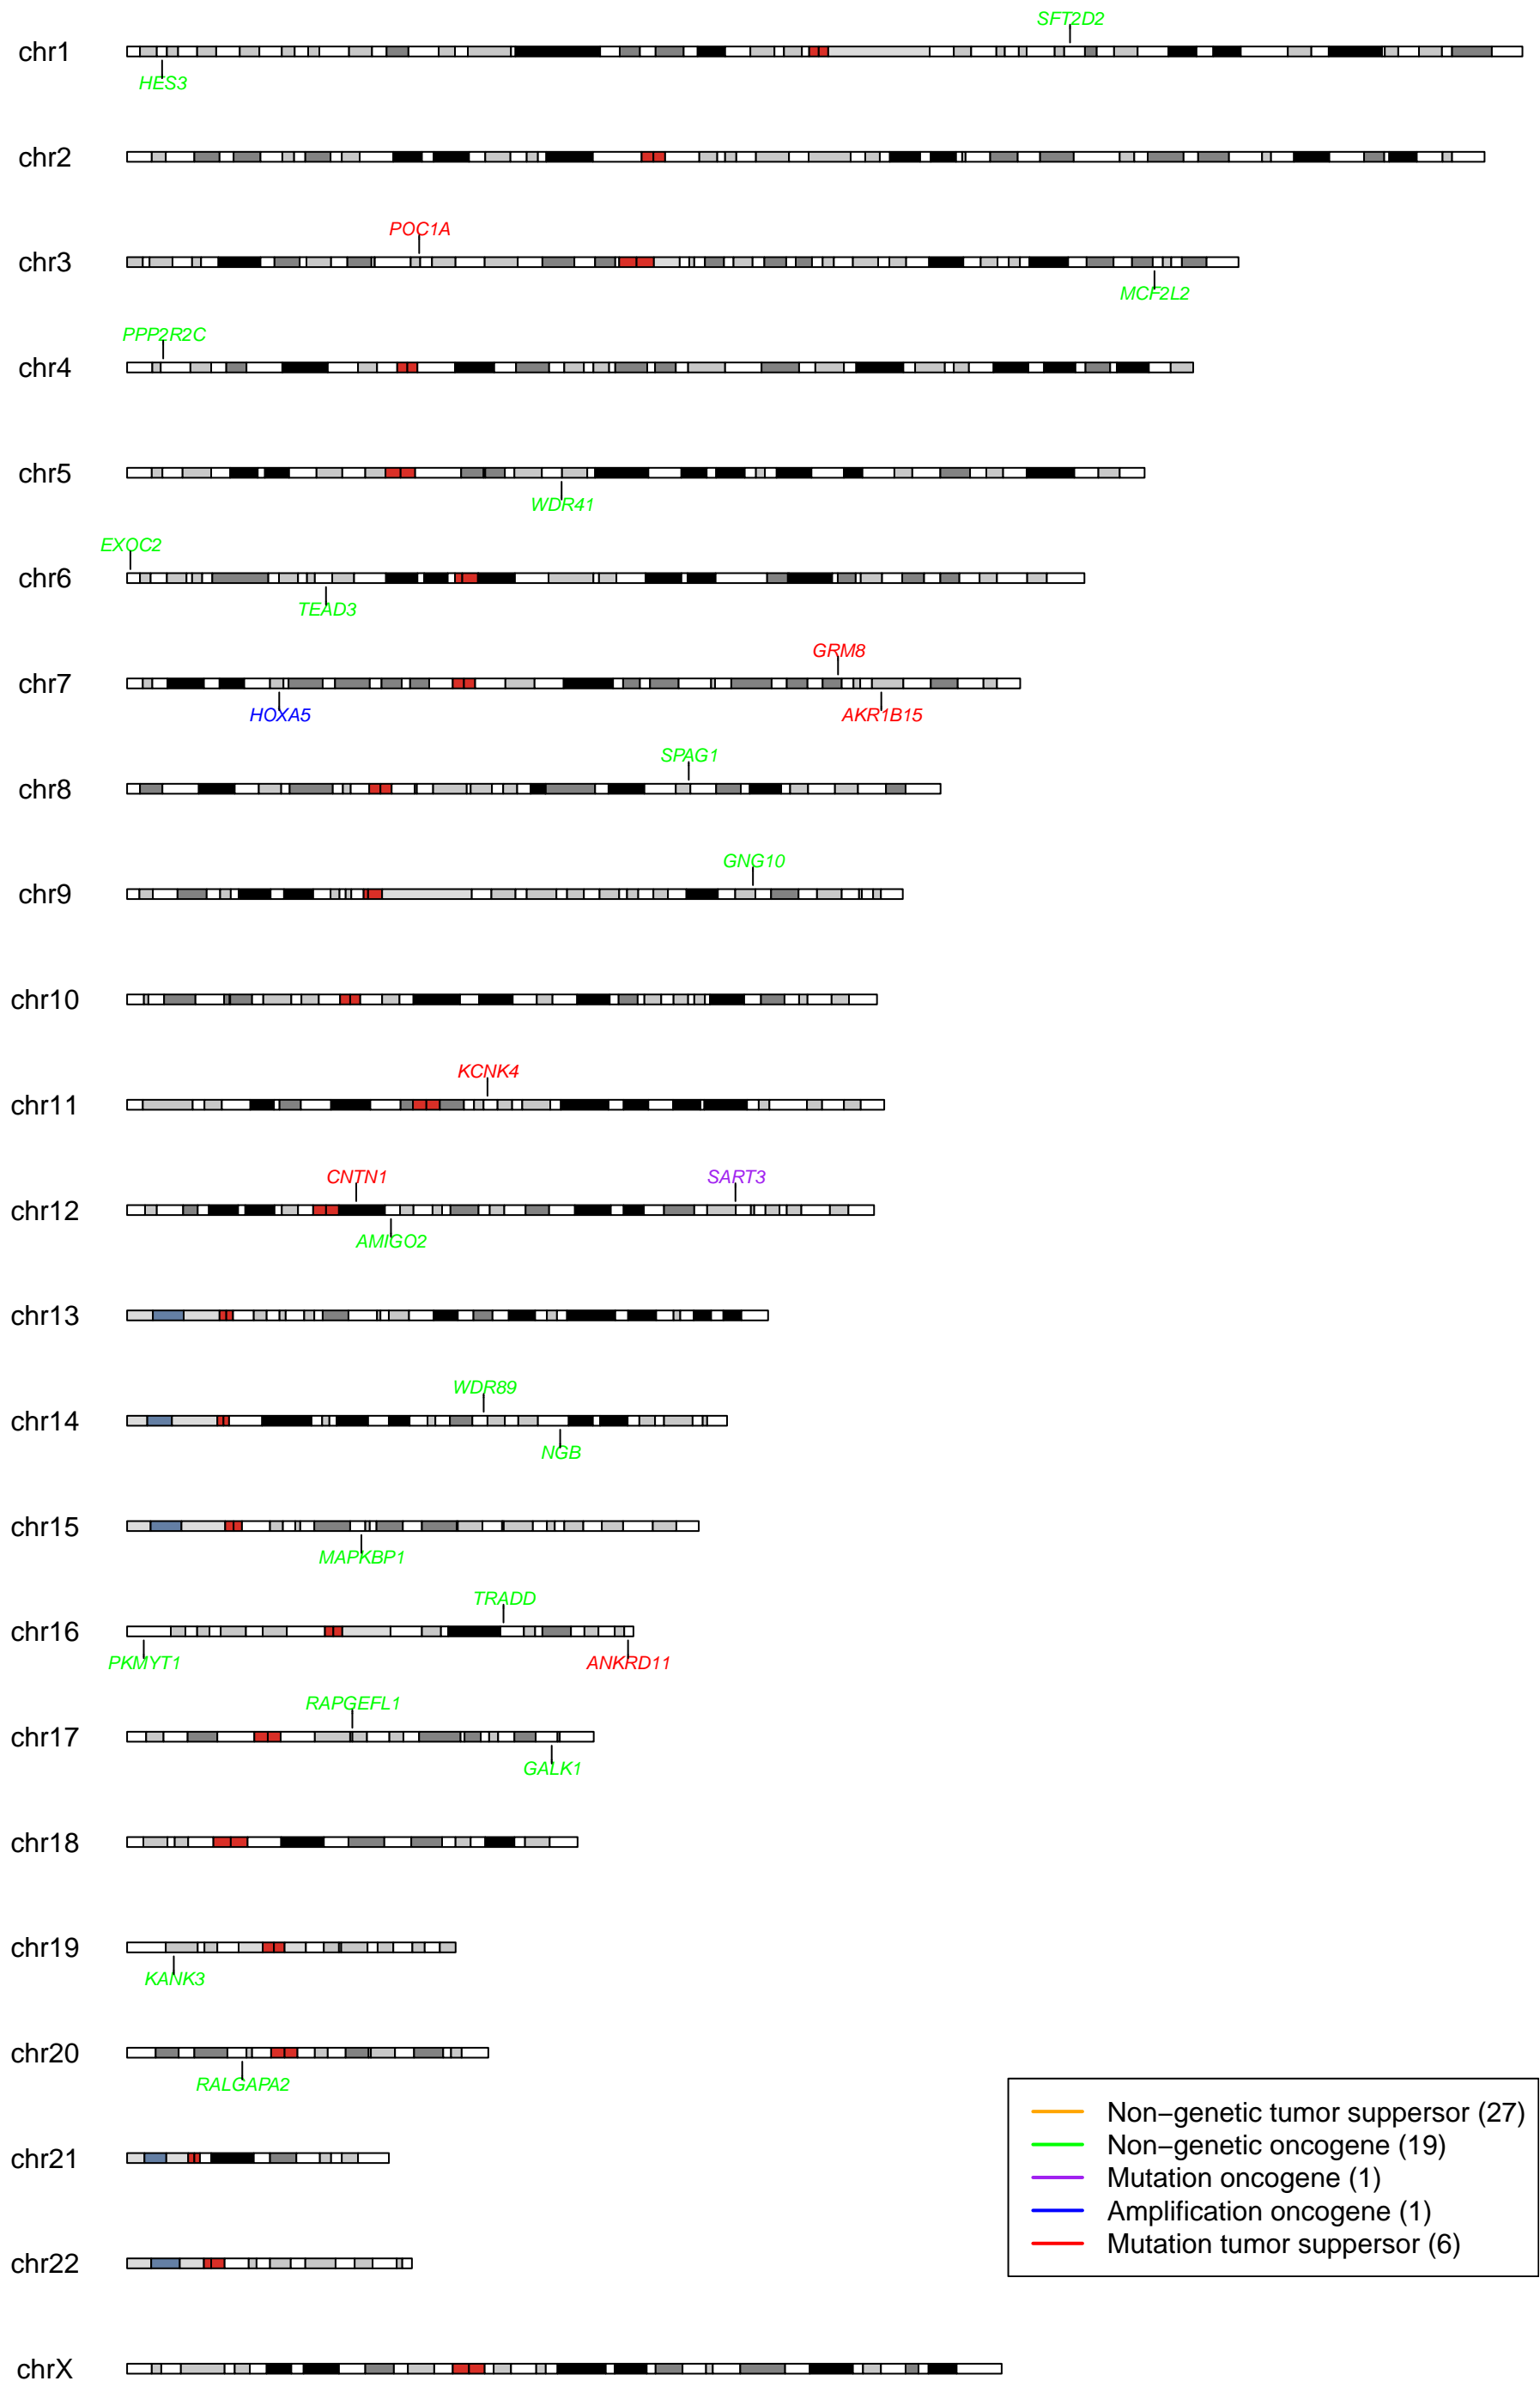 SFT2D2
chr1
HES3
chr2
POC1A
chr3
MCF2L2
PPP2R2C
chr4
chr5
WDR41
EXOC2
chr6
TEAD3
GRM8
chr7
HOXA5 AKR1B15
SPAG1
chr8
GNG10
chr9
chr10
KCNK4
chr11
CNTN1 SART3
chr12
AMIGO2
chr13
WDR89
chr14
NGB
chr15
MAPKBP1
TRADD
chr16
PKMYT1 ANKRD11
RAPGEFL1
chr17
GALK1
chr18
chr19
KANK3
chr20
RALGAPA2
Non−genetic tumor suppersor (27)
Non−genetic oncogene (19)
Mutation oncogene (1)
Amplification oncogene (1)
Mutation tumor suppersor (6)
chr21
chr22
chrX